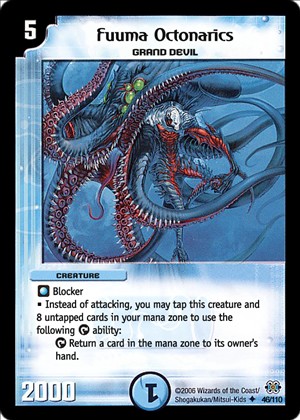 5
Fuuma Octonarics
GRAND DEVIL
CREATURE
Blocker
▪ Instead of attacking, you may tap this creature and
8 untapped cards in your mana zone to use the
following ability:
Return a card in the mana zone to its owner's
hand.
2000
1
©2006 Wizards of the Coast/
Shogakukan/Mitsui-Kids ♦ 46/110